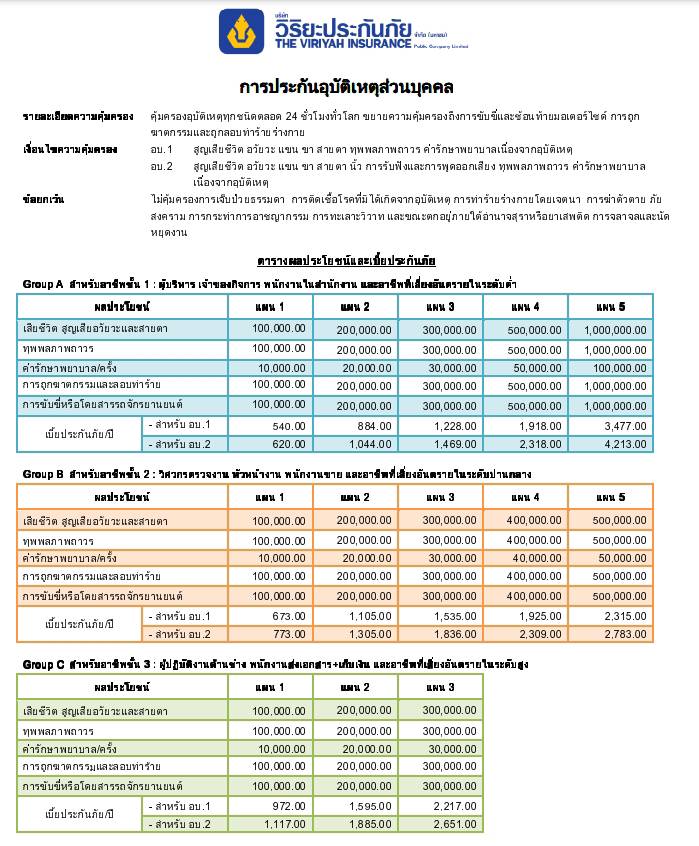 บริษัท
วิริยะประกันภัย จำกัด (มหาชน)
THE VIRIYAH INSURANCE Public Company Limited
การประกันอุบัติเหตุส่วนบุคคล
รายละเอียดความคุ้มครอง คุ้มครองอุบัติเหตุทุกชนิดตลอด 24 ชั่วโมงทั่วโลก ขยายความคุ้มครองถึงการขับขี่และซ้อนท้ายมอเตอร์ไซด์ การถูก
ฆาตกรรมและถูกลอบทำร้ายร่างกาย
เงื่อนไขความคุ้มครอง อบ.1 สูญเสียชีวิต อวัยวะ แขน ขา สายตา ทุพพลภาพถาวร ค่ารักษาพยาบาลเนื่องจากอุบัติเหตุ
อบ.2 สูญเสียชีวิต อวัยวะ แขน ขา สายตา นิ้ว การรับฟังและการพูดออกเสียง ทุพพลภาพถาวร ค่ารักษาพยาบาล
เนื่องจากอุบัติเหตุ
ข้อยกเว้น ไม่คุ้มครองการเจ็บป่วยธรรมดา การติดเชื้อโรคที่มิได้เกิดจากอุบัติเหตุ การทำร้ายร่างกายโดยเจตนา การฆ่าตัวตาย ภัย
สงคราม การกระทำการอาชญากรรม การทะเลาะวิวาท และขณะตกอยู่ภายใต้อำนาจสุราหรือยาเสพติด การจลาจลและนัด
หยุดงาน
ตารางผลประโยชน์และเบี้ยประกันภัย
Group A สำหรับอาชีพชั้น 1 : ผู้บริหาร เจ้าของกิจการ พนักงานในสำนักงาน และอาชีพที่เสี่ยงอันตรายในระดับต่ำ
ผลประโยชน์ แผน 1 แผน 2 แผน 3 แผน 4 แผน 5
เสียชีวิต สูญเสียอวัยวะและสายตา 100,000.00 200,000.00 300,000.00 500,000.00 1,000,000.00
ทุพพลภาพถาวร 100,000.00 200,000.00 300,000.00 500,000.00 1,000,000.00
ค่ารักษาพยาบาล/ครั้ง 10,000.00 20,000.00 30,000.00 50,000.00 100,000.00
การถูกฆาตกรรมและลอบทำร้าย 100,000.00 200,000.00 300,000.00 500,000.00 1,000,000.00
การขับขี่หรือโดยสารรถจักรยานยนต์ 100,000.00 200,000.00 300,000.00 500,000.00 1,000,000.00
เบี้ยประกันภัย/ปี - สำหรับ อบ.1 540.00 884.00 1,228.00 1,918.00 3,477.00
- สำหรับ อบ.2 620.00 1,044.00 1,469.00 2,318.00 4,213.00
Group B สำหรับอาชีพชั้น 2 : วิศวกรตรวจงาน หัวหน้างาน พนักงานขาย และอาชีพที่เสี่ยงอันตรายในระดับปานกลาง
ผลประโยชน์ แผน 1 แผน 2 แผน 3 แผน 4 แผน 5
เสียชีวิต สูญเสียอวัยวะและสายตา 100,000.00 200,000.00 300,000.00 400,000.00 500,000.00
ทุพพลภาพถาวร 100,000.00 200,000.00 300,000.00 400,000.00 500,000.00
ค่ารักษาพยาบาล/ครั้ง 10,000.00 20,000.00 30,000.00 40,000.00 50,000.00
การถูกฆาตกรรมและลอบทำร้าย 100,000.00 200,000.00 300,000.00 400,000.00 500,000.00
การขับขี่หรือโดยสารรถจักรยานยนต์ 100,000.00 200,000.00 300,000.00 400,000.00 500,000.00
เบี้ยประกันภัย/ปี - สำหรับ อบ.1 673.00 1,105.00 1,535.00 1,925.00 2,315.00
- สำหรับ อบ.2 773.00 1,305.00 1,836.00 2,309.00 2,783.00
Group C สำหรับอาชีพชั้น 3 : ผู้ปฏิบัติงานด้านช่าง พนักงานส่งเอกสาร+เก็บเงิน และอาชีพที่เสี่ยงอันตรายในระดับสูง
ผลประโยชน์ แผน 1 แผน 2 แผน 3
เสียชีวิต สูญเสียอวัยวะและสายตา 100,000.00 200,000.00 300,000.00
ทุพพลภาพถาวร 100,000.00 200,000.00 300,000.00
ค่ารักษาพยาบาล/ครั้ง 10,000.00 20,000.00 30,000.00
การถูกฆาตกรรมและลอบทำร้าย 100,000.00 200,000.00 300,000.00
การขับขี่หรือโดยสารรถจักรยานยนต์ 100,000.00 200,000.00 300,000.00
เบี้ยประกันภัย/ปี - สำหรับ อบ.1 972.00 1,595.00 2,217.00
- สำหรับ อบ.2 1,117.00 1,885.00 2,651.00